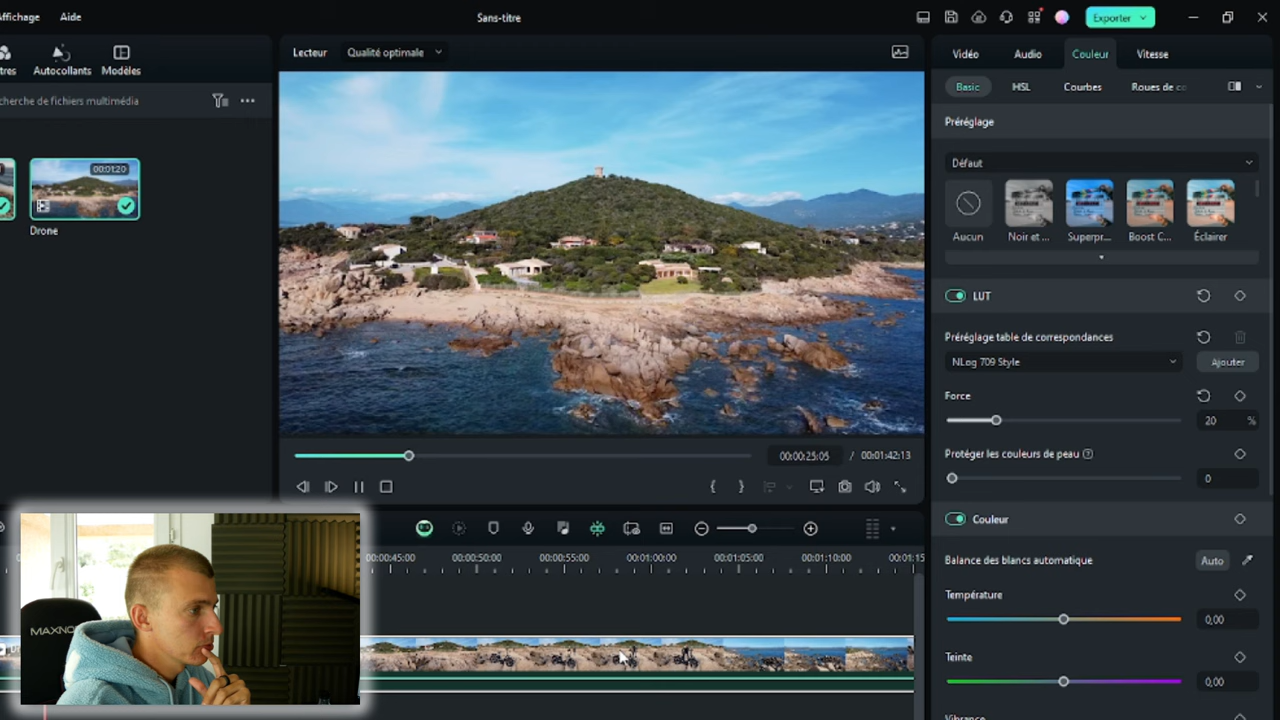 Affichage Aide
Sans-titre
Exporter
tres Autocollants Modèles
cherche de fichiers multimédia
00:01:20
Drone
Lecteur Qualité optimale
00:00:25:05 / 00:01:42:13
Vidéo Audio Couleur Vitesse
Basic HSL Courbes Roues de co
Préréglage
Défaut
Aucun Noir et ... Superpr... Boost C... Éclairer
LUT
Préréglage table de correspondances
NLog 709 Style Ajouter
Force
20 %
Protéger les couleurs de peau
0
Couleur
Balance des blancs automatique Auto
Température
0,00
Teinte
0,00
Vibrance
00:00:45:00 00:00:50:00 00:00:55:00 00:01:00:00 00:01:05:00 00:01:10:00 00:01:15
MAXNO